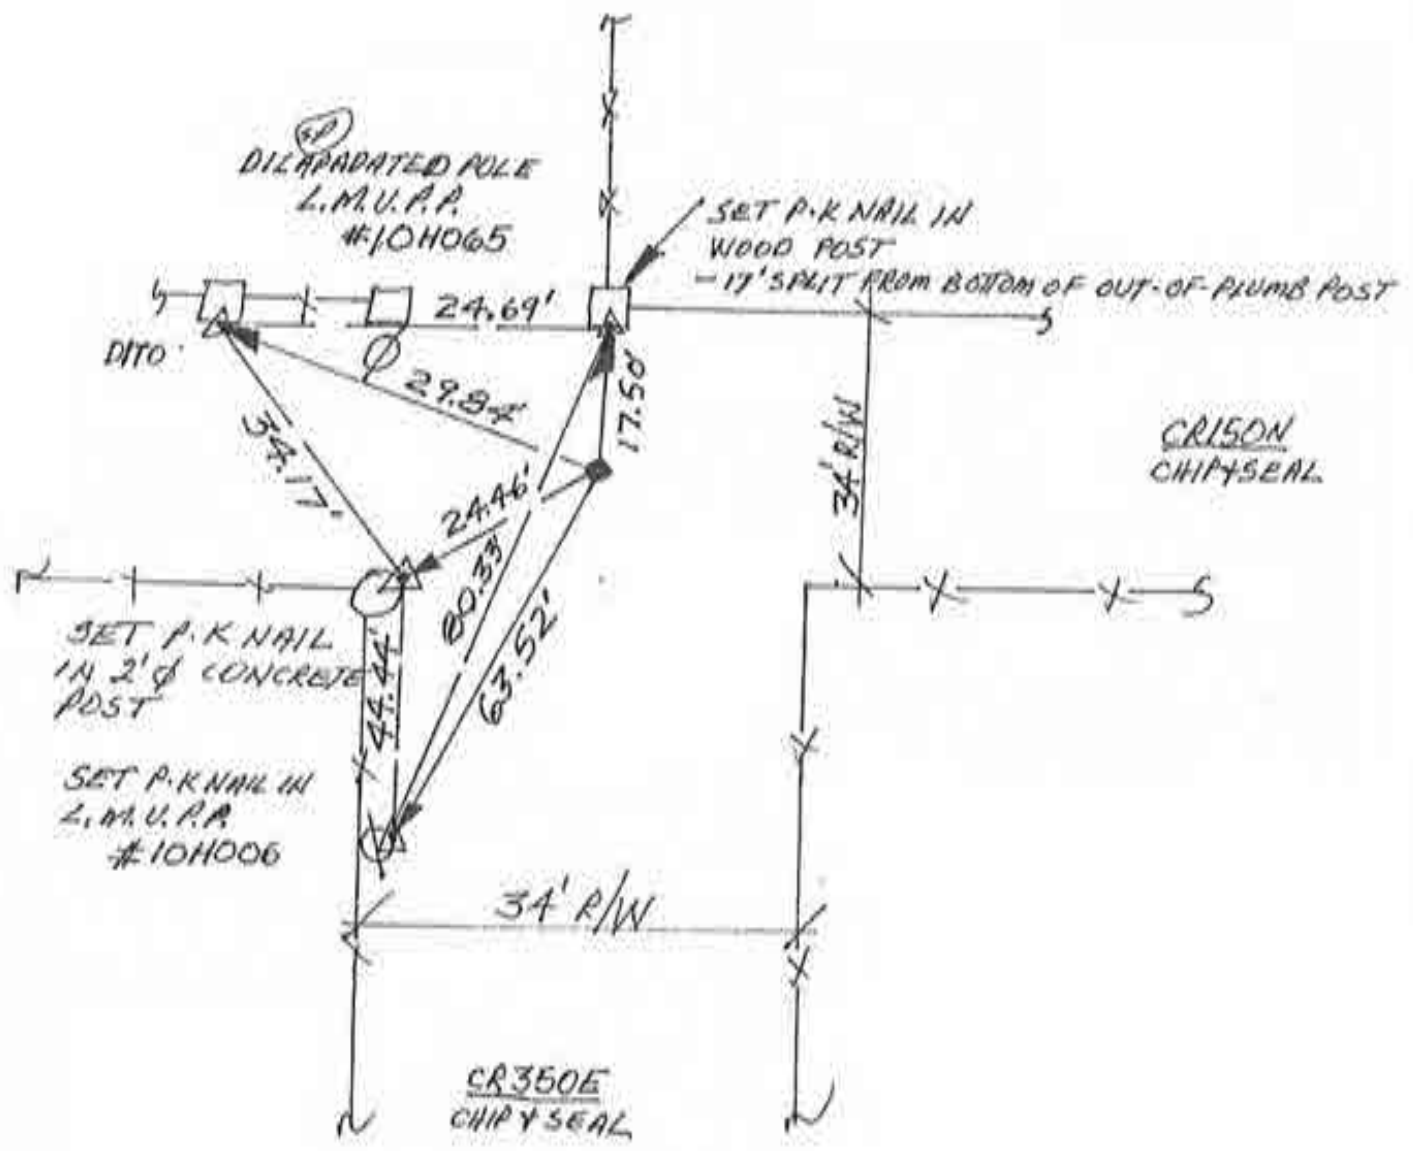 SP
DILAPADATED POLE
L.M.U.P.P.
#10H065
SET P.K NAIL IN
WOOD POST
- 17' SPLIT FROM BOTTOM OF OUT-OF-PLUMB POST
24.69'
DITO
29.84'
17.50'
34.17'
34' R/W
CR150N
CHIP & SEAL
24.46'
80.33'
63.52'
SET P.K NAIL
IN 2' ϕ CONCRETE
POST
44.44'
SET P.K NAIL IN
L.M.U.P.P.
#10H006
34' R/W
CR350E
CHIP & SEAL